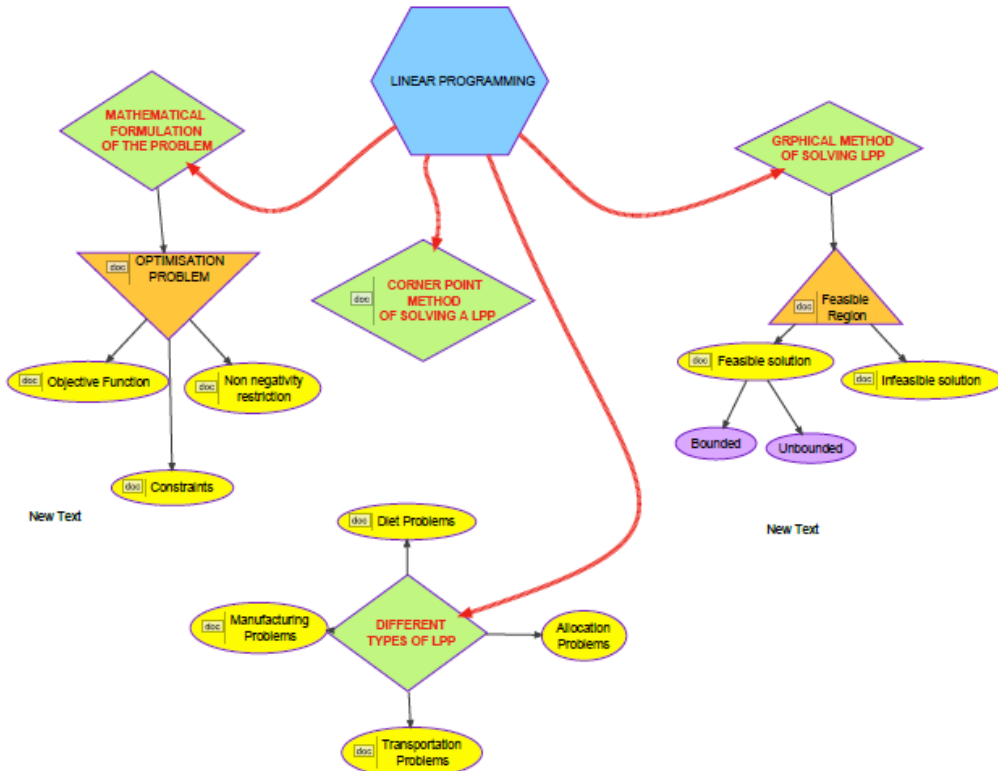 LINEAR PROGRAMMING
MATHEMATICAL
FORMULATION
OF THE PROBLEM
GRPHICAL METHOD
OF SOLVING LPP
doc OPTIMISATION
PROBLEM
doc CORNER POINT
METHOD
OF SOLVING A LPP
doc Feasible
Region
doc Objective Function
doc Non negativity
restriction
doc Feasible solution
doc Infeasible solution
Bounded
Unbounded
doc Constraints
New Text
New Text
doc Diet Problems
doc Manufacturing
Problems
DIFFERENT
TYPES OF LPP
Allocation
Problems
doc Transportation
Problems